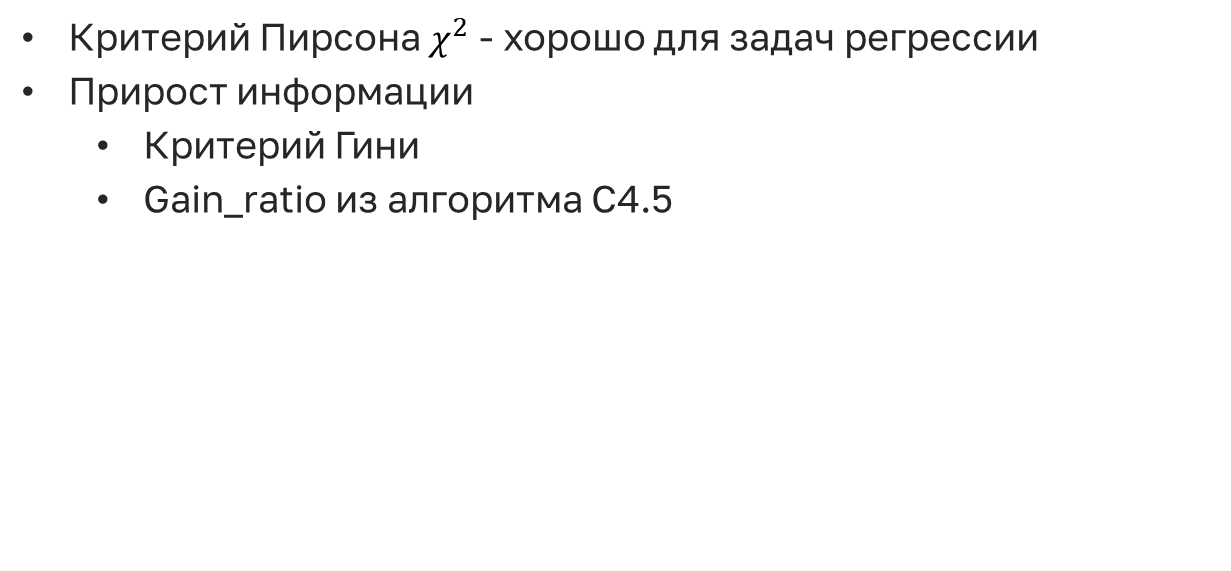 • Критерий Пирсона χ² - хорошо для задач регрессии
• Прирост информации
• Критерий Гини
• Gain_ratio из алгоритма C4.5